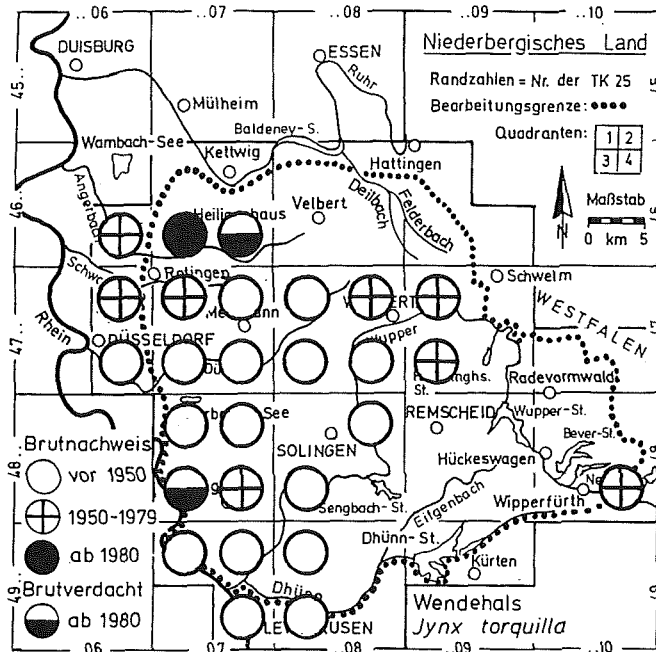 ..06
..07
..08
..09
..10
DUISBURG
ESSEN
Ruhr
Niederbergisches Land
Randzahlen = Nr. der TK 25
Bearbeitungsgrenze:
Quadranten:
1 2
3 4
Maßstab
0 km 5
N
45..
Mülheim
Wambach-See
Baldeney-S.
Kettwig
Hattingen
46..
Angerbach
Velbert
Deilbach
Felderbach
Ratingen
Schwelm
WESTFALEN
47..
Rhein
DÜSSELDORF
Wupper
Radevormwald
REMSCHEID
Wupper-St.
Bever-St.
See
SOLINGEN
48..
Hückeswagen
Sengbach-St.
Eifgenbach
Wipperfürth
Dhünn-St.
Kürten
Brutnachweis
vor 1950
1950-1979
ab 1980
Brutverdacht
ab 1980
49..
Wendehals
Jynx torquilla
..06
..07
..08
..09
..10